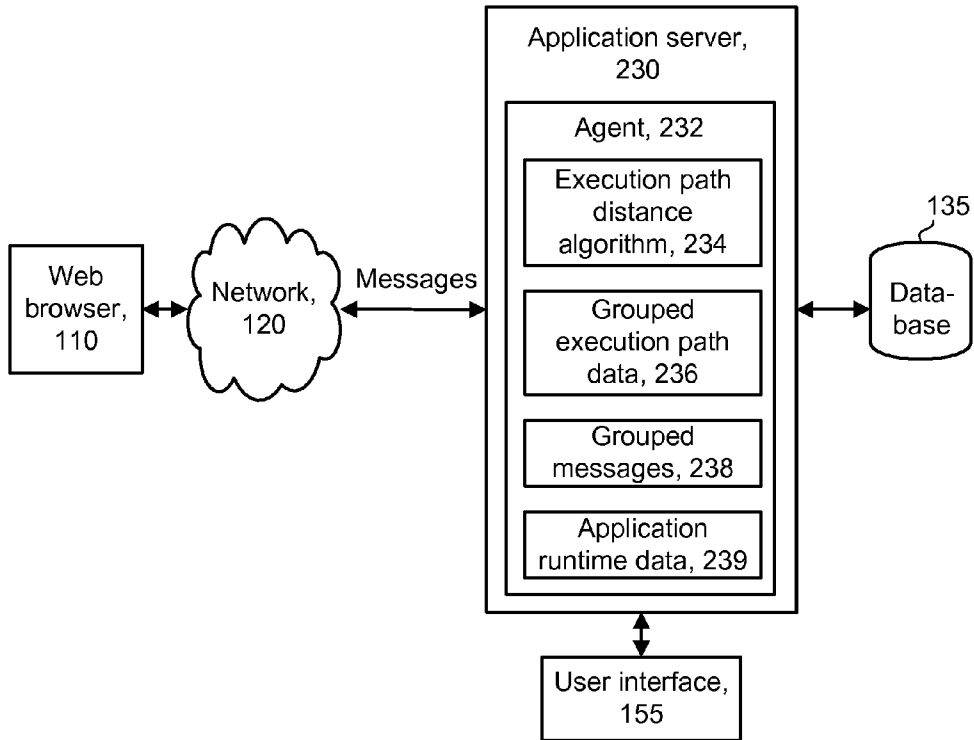 Application server,
230
Agent, 232
Execution path
distance
algorithm, 234
Grouped
execution path
data, 236
Grouped
messages, 238
Application
runtime data, 239
Web
browser,
110
Network,
120
Messages
135
Data-
base
User interface,
155